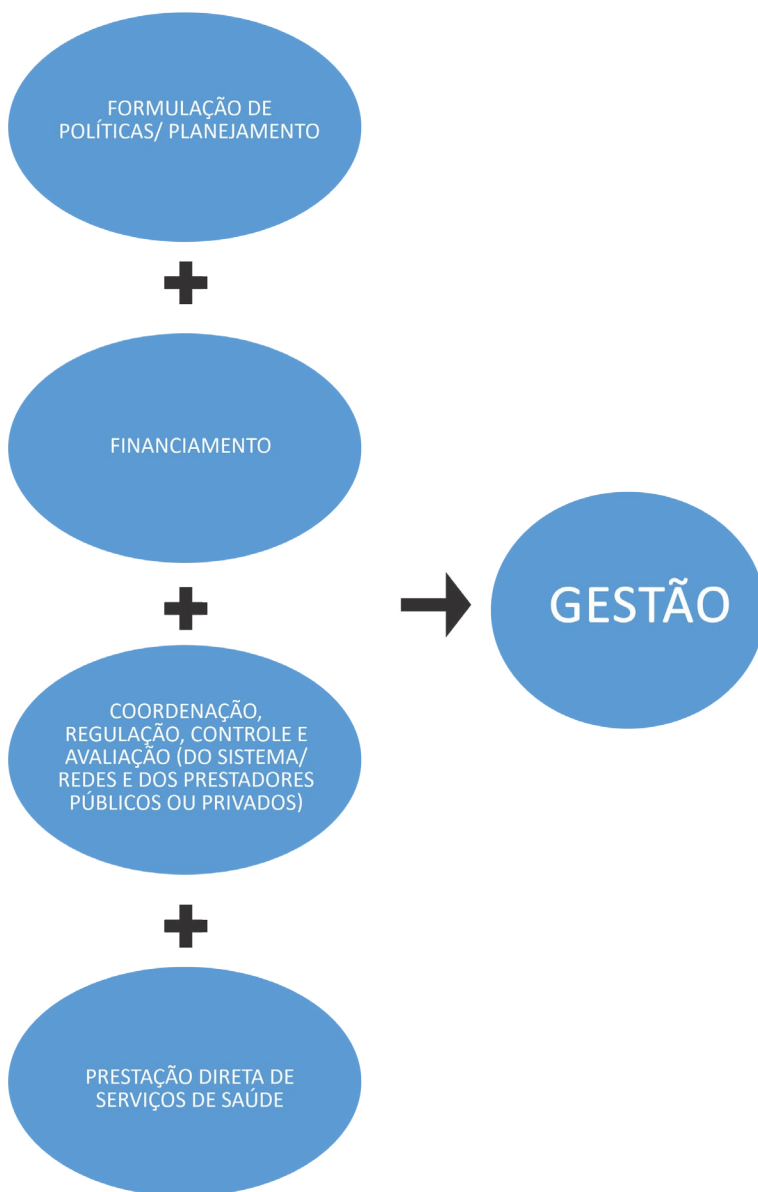 FORMULAÇÃO DE
POLÍTICAS/ PLANEJAMENTO
FINANCIAMENTO
COORDENAÇÃO,
REGULAÇÃO, CONTROLE E
AVALIAÇÃO (DO SISTEMA/
REDES E DOS PRESTADORES
PÚBLICOS OU PRIVADOS)
PRESTAÇÃO DIRETA DE
SERVIÇOS DE SAÚDE
GESTÃO